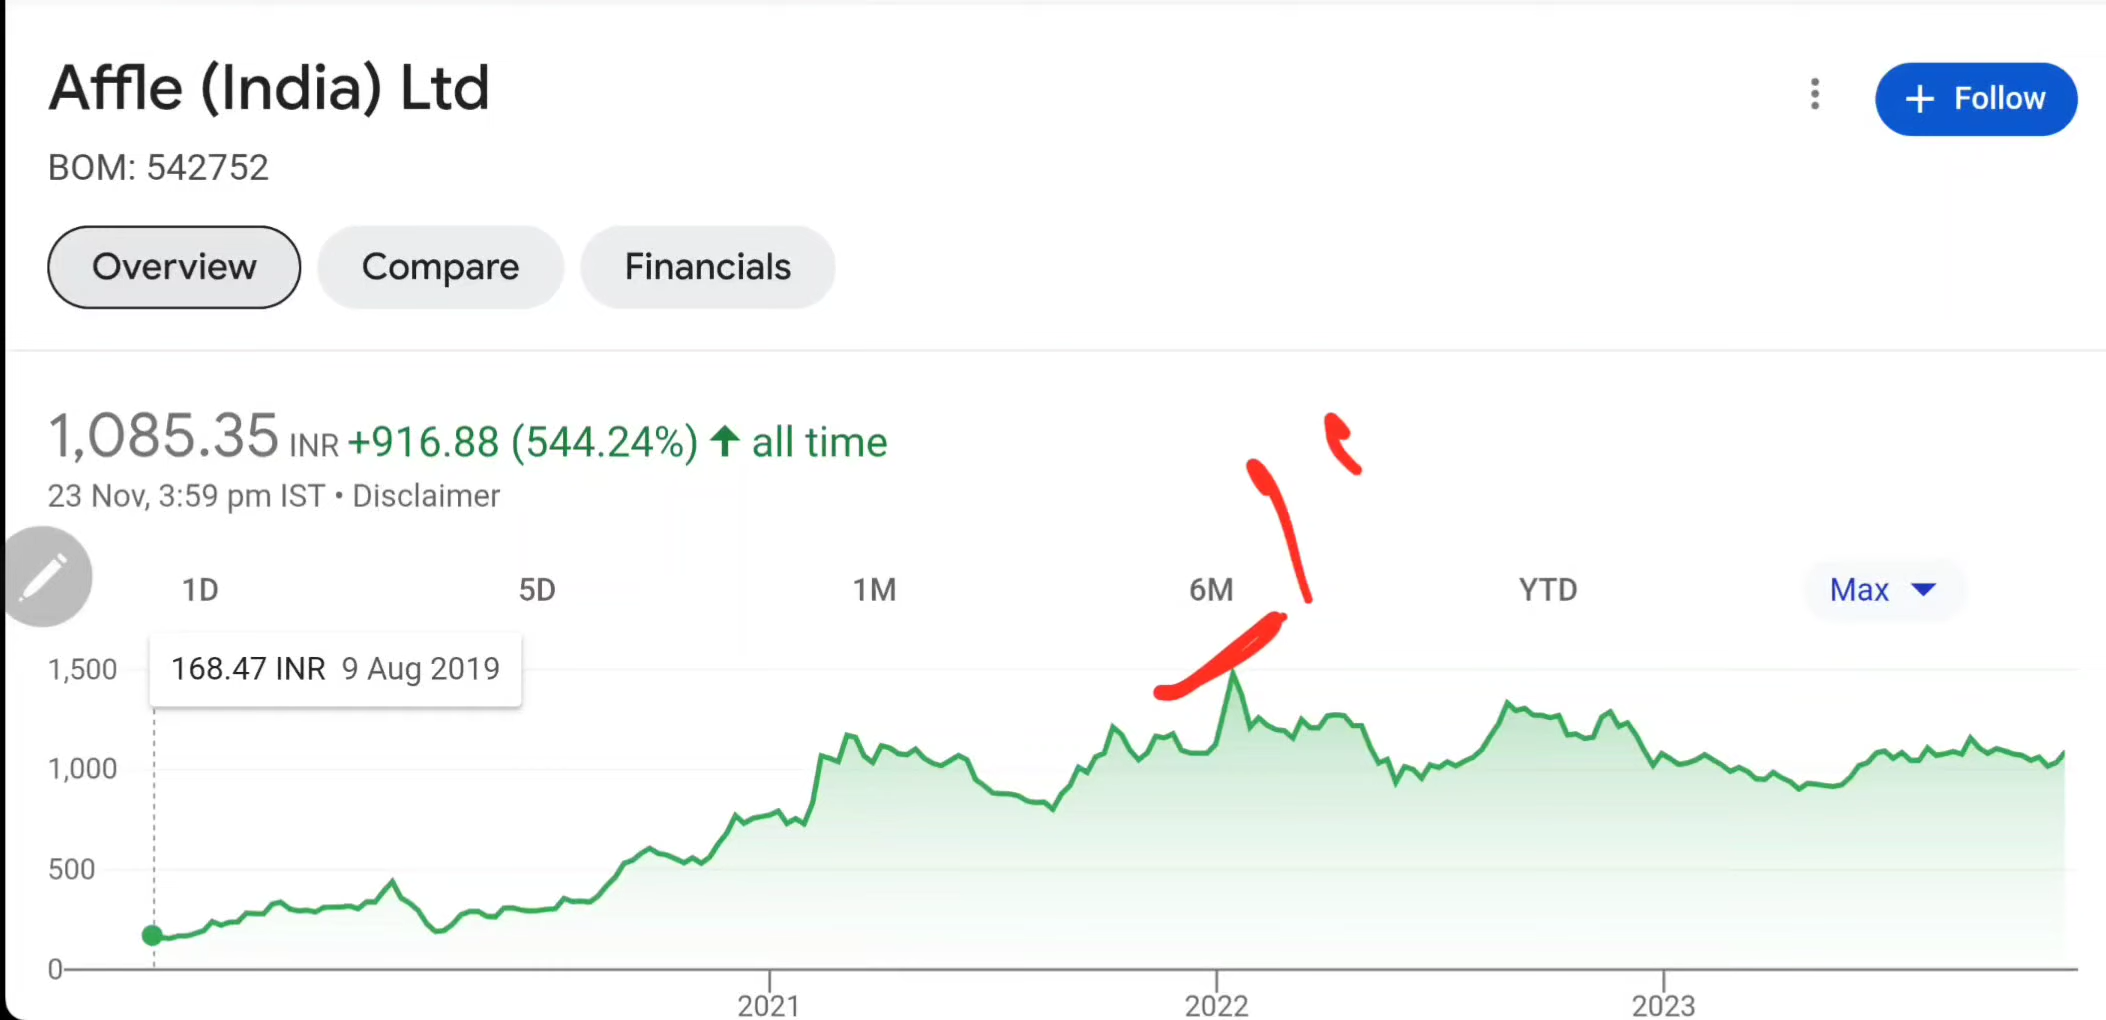 Affle (India) Ltd
+ Follow
BOM: 542752
Overview Compare Financials
1,085.35 INR +916.88 (544.24%) ↑ all time
23 Nov, 3:59 pm IST • Disclaimer
1D 5D 1M 6M YTD Max
168.47 INR 9 Aug 2019
1,500
1,000
500
0
2021 2022 2023